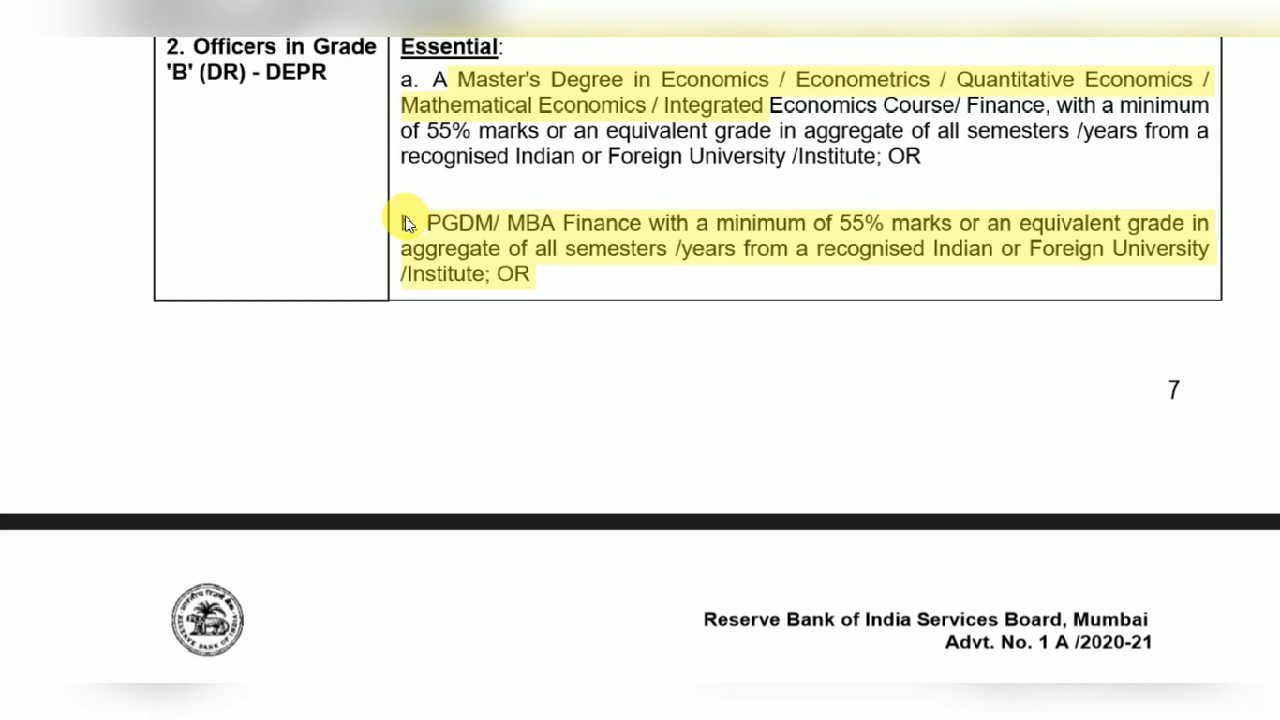 2. Officers in Grade
'B' (DR) - DEPR
Essential:
a. A Master's Degree in Economics / Econometrics / Quantitative Economics /
Mathematical Economics / Integrated Economics Course/ Finance, with a minimum
of 55% marks or an equivalent grade in aggregate of all semesters /years from a
recognised Indian or Foreign University /Institute; OR
PGDM/ MBA Finance with a minimum of 55% marks or an equivalent grade in
aggregate of all semesters /years from a recognised Indian or Foreign University
/Institute; OR
7
Reserve Bank of India Services Board, Mumbai
Advt. No. 1 A /2020-21